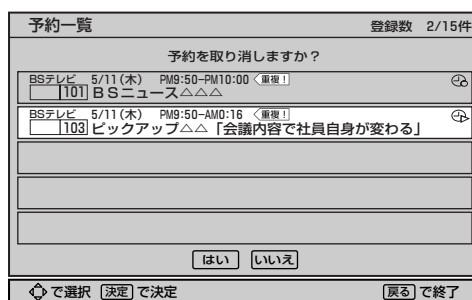 予約一覧 登録数 2/15件
予約を取り消しますか？
BSテレビ 5/11(木) PM9:50-PM10:00 重複!
101 BSニュース△△△
BSテレビ 5/11(木) PM9:50-AM0:16 重複!
103 ピックアップ△△「会議内容で社員自身が変わる」
はい いいえ
で選択 決定 で決定 戻る で終了